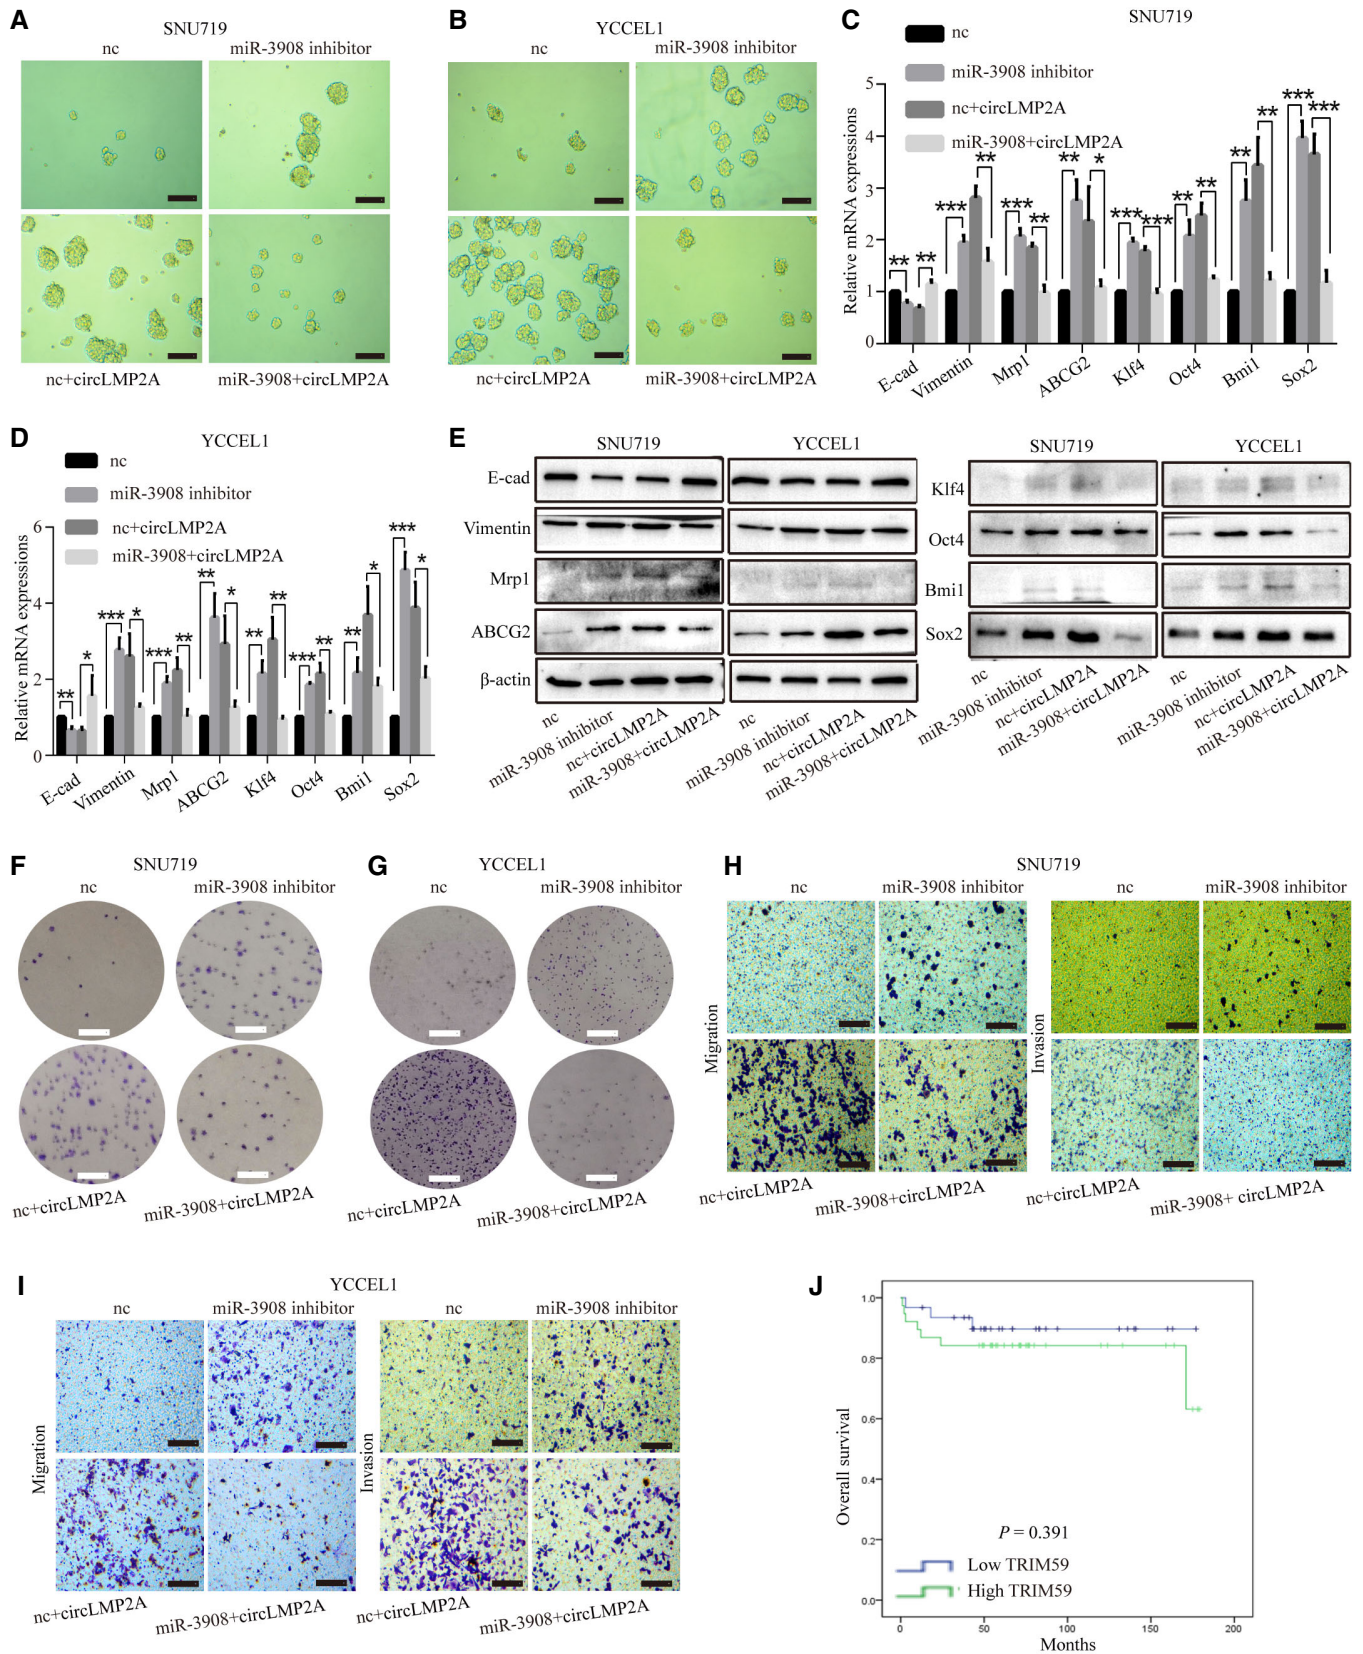 A
SNU719
nc
miR-3908 inhibitor
nc+circLMP2A
miR-3908+circLMP2A
B
YCCEL1
nc
miR-3908 inhibitor
nc+circLMP2A
miR-3908+circLMP2A
C
SNU719
nc
miR-3908 inhibitor
nc+circLMP2A
miR-3908+circLMP2A
Relative mRNA expressions
5
4
3
2
1
0
** ** *** ** *** ** ** * *** *** ** ** ** ** *** ***
E-cad Vimentin Mrp1 ABCG2 Klf4 Oct4 Bmi1 Sox2
D
YCCEL1
nc
miR-3908 inhibitor
nc+circLMP2A
miR-3908+circLMP2A
Relative mRNA expressions
6
4
2
0
** * *** * *** ** ** * ** ** *** ** ** * *** *
E-cad Vimentin Mrp1 ABCG2 Klf4 Oct4 Bmi1 Sox2
E
SNU719 YCCEL1
E-cad
Vimentin
Mrp1
ABCG2
β-actin
nc miR-3908 inhibitor nc+circLMP2A miR-3908+circLMP2A
nc miR-3908 inhibitor nc+circLMP2A miR-3908+circLMP2A
SNU719 YCCEL1
Klf4
Oct4
Bmi1
Sox2
nc miR-3908 inhibitor nc+circLMP2A miR-3908+circLMP2A
nc miR-3908 inhibitor nc+circLMP2A miR-3908+circLMP2A
F
SNU719
nc
miR-3908 inhibitor
nc+circLMP2A
miR-3908+circLMP2A
G
YCCEL1
nc
miR-3908 inhibitor
nc+circLMP2A
miR-3908+circLMP2A
H
SNU719
nc
miR-3908 inhibitor
nc
miR-3908 inhibitor
Migration
Invasion
nc+circLMP2A
miR-3908+circLMP2A
nc+circLMP2A
miR-3908+ circLMP2A
I
YCCEL1
nc
miR-3908 inhibitor
nc
miR-3908 inhibitor
Migration
Invasion
nc+circLMP2A
miR-3908+circLMP2A
nc+circLMP2A
miR-3908+circLMP2A
J
Overall survival
1.0
0.8
0.6
0.4
0.2
0.0
P = 0.391
Low TRIM59
High TRIM59
0 50 100 150 200
Months